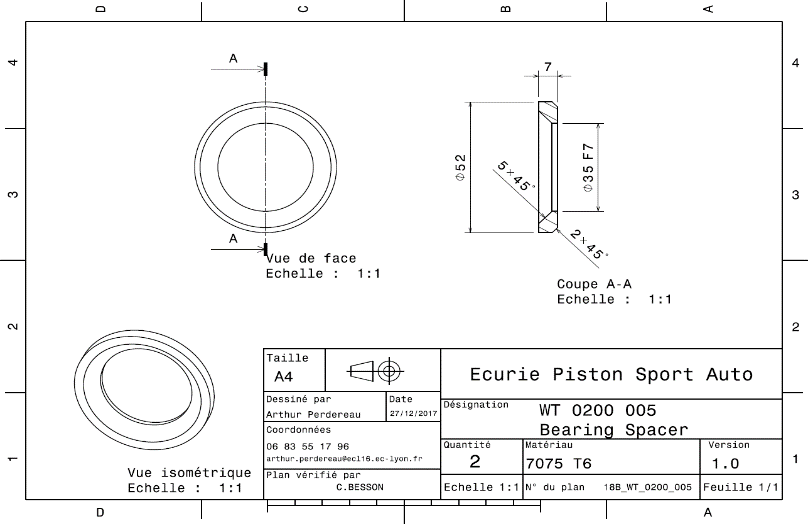 D C B A
4 4
3 3
2 2
1 1
A
A
Vue de face
Echelle : 1:1
7
⌀52
⌀35 F7
5×45°
2×45°
Coupe A-A
Echelle : 1:1
Vue isométrique
Echelle : 1:1
Taille
A4
Ecurie Piston Sport Auto
Dessiné par
Arthur Perdereau
Date
27/12/2017
Désignation
WT 0200 005
Bearing Spacer
Coordonnées
06 83 55 17 96
arthur.perdereau@ecl16.ec-lyon.fr
Quantité
2
Matériau
7075 T6
Version
1.0
Plan vérifié par
C.BESSON
Echelle 1:1
N° du plan 18B_WT_0200_005
Feuille 1/1
D A